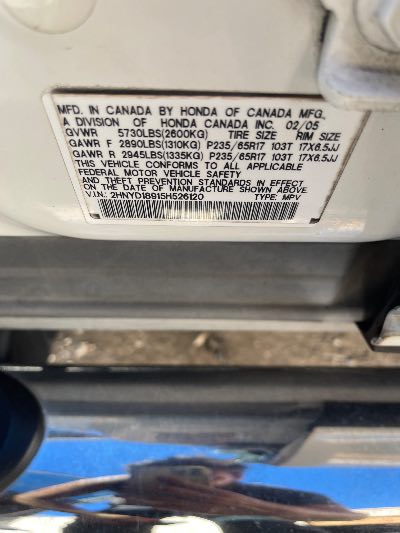 MFD. IN CANADA BY HONDA OF CANADA MFG.,
A DIVISION OF HONDA CANADA INC. 02/05
GVWR 5730LBS(2600KG) TIRE SIZE RIM SIZE
GAWR F 2890LBS(1310KG) P235/65R17 103T 17X6.5JJ
GAWR R 2945LBS(1335KG) P235/65R17 103T 17X6.5JJ
THIS VEHICLE CONFORMS TO ALL APPLICABLE
FEDERAL MOTOR VEHICLE SAFETY
AND THEFT PREVENTION STANDARDS IN EFFECT
ON THE DATE OF MANUFACTURE SHOWN ABOVE.
V.I.N.: 2HNYD18915H526120 TYPE: MPV